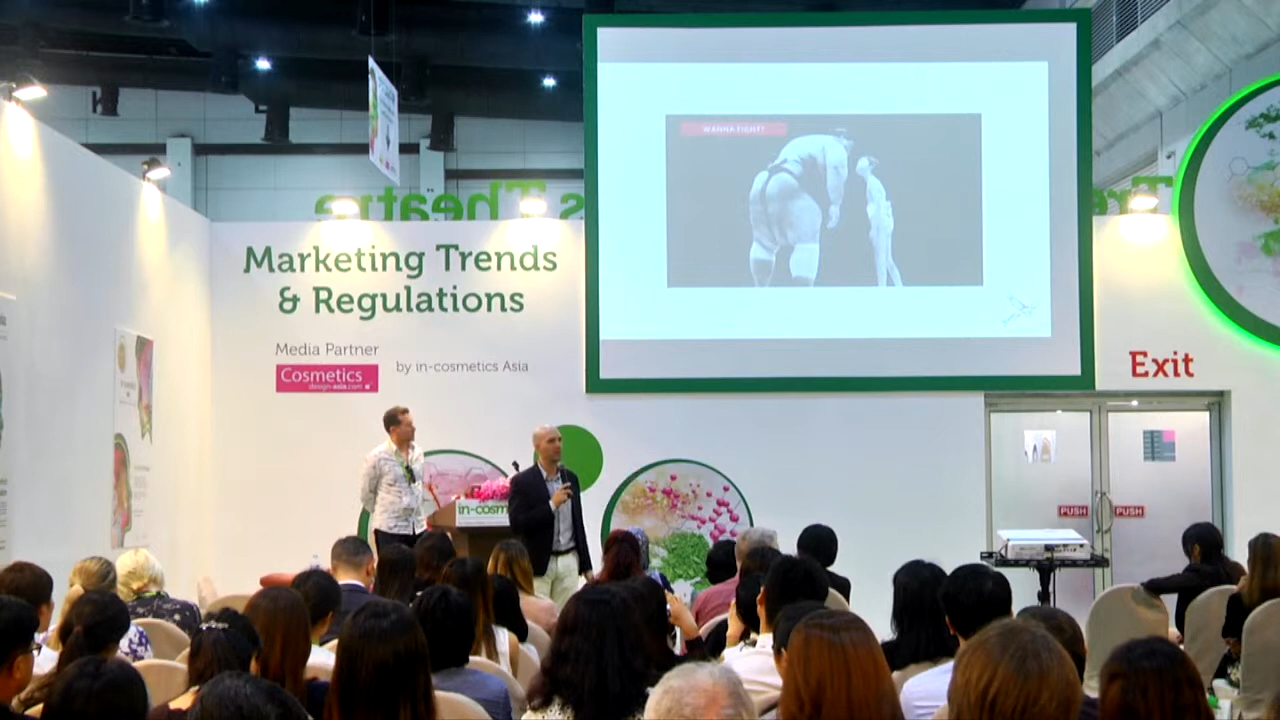 WANNA FIGHT?
s Theatre
Tre
Marketing Trends
& Regulations
Media Partner
Cosmetics
design-asia.com
by in-cosmetics Asia
Exit
in-cosm
PUSH
PUSH